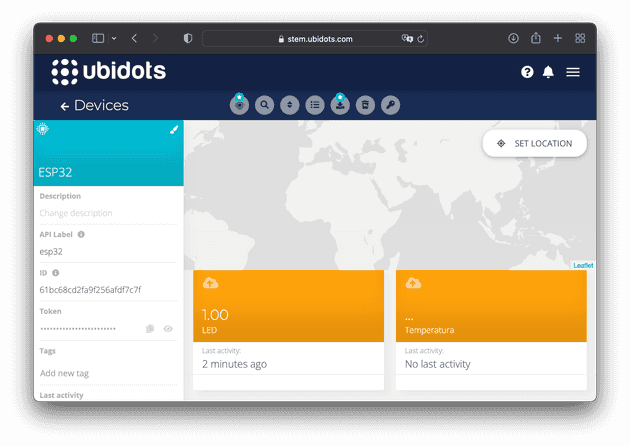 stem.ubidots.com
ubidots
Devices
SET LOCATION
ESP32
Description
Change description
API Label
esp32
ID
61bc68cd2fa9f256afdf7c7f
Token
••••••••••••••••••••••••
Tags
Add new tag
Last activity
Leaflet
1.00
LED
Last activity:
2 minutes ago
...
Temperatura
Last activity:
No last activity